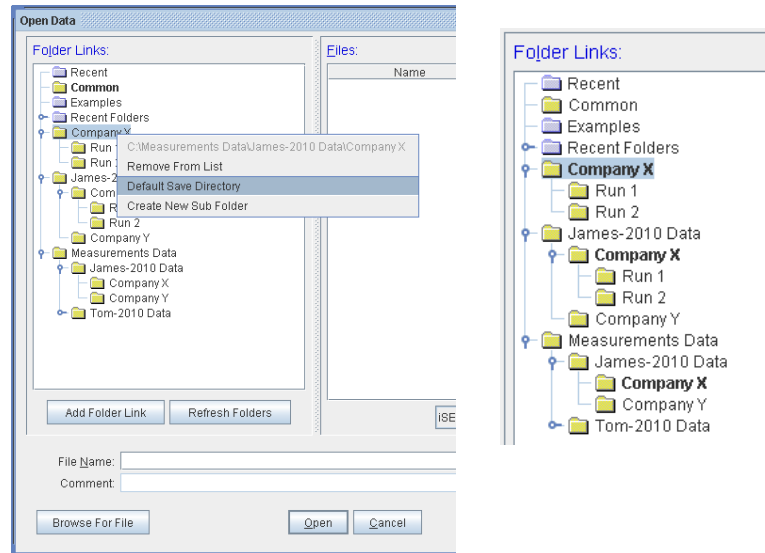 Open Data
Folder Links:
Recent
Common
Examples
Recent Folders
Company X
Run
Run
James-2
Com
R
Run 2
Company Y
Measurements Data
James-2010 Data
Company X
Company Y
Tom-2010 Data
C:\Measurements Data\James-2010 Data\Company X
Remove From List
Default Save Directory
Create New Sub Folder
Add Folder Link Refresh Folders
Files:
Name
iSE
File Name:
Comment:
Browse For File Open Cancel
Folder Links:
Recent
Common
Examples
Recent Folders
Company X
Run 1
Run 2
James-2010 Data
Company X
Run 1
Run 2
Company Y
Measurements Data
James-2010 Data
Company X
Company Y
Tom-2010 Data